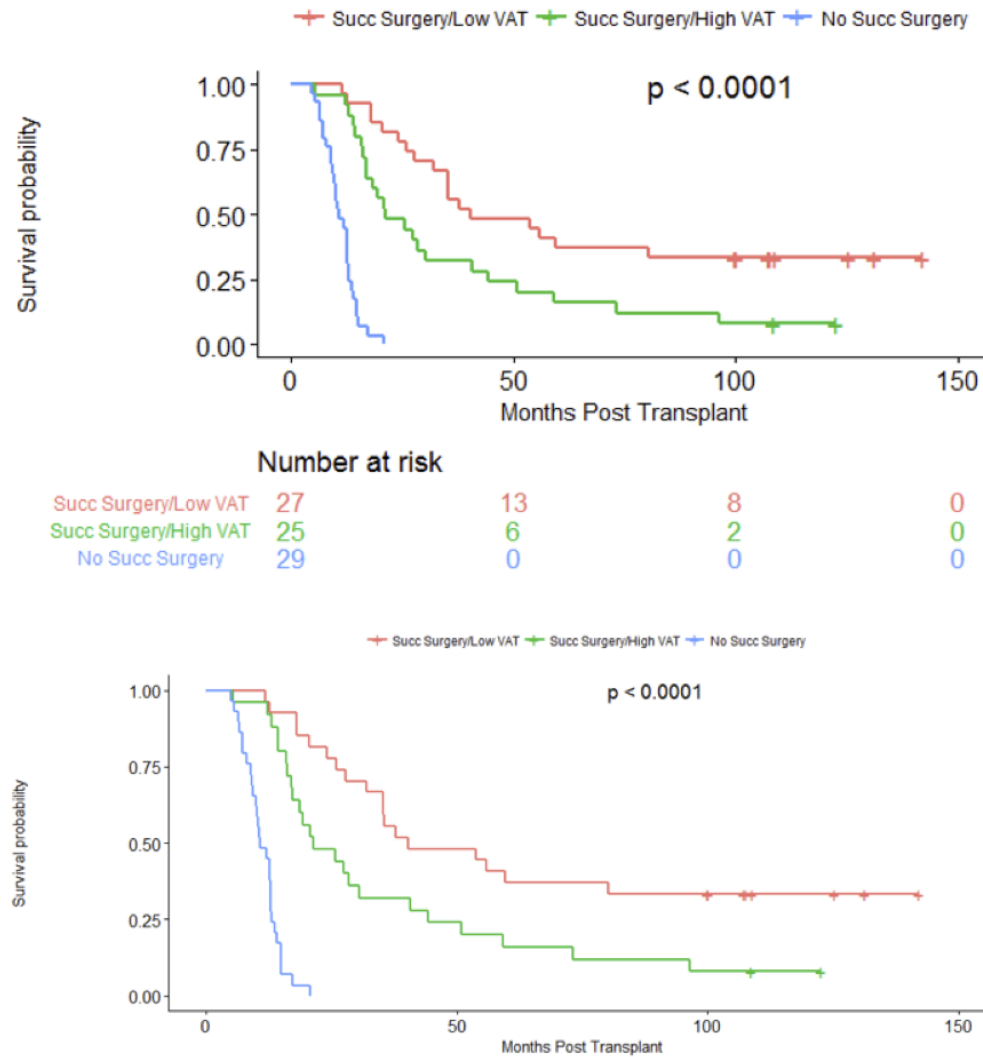 Succ Surgery/Low VAT Succ Surgery/High VAT No Succ Surgery
p < 0.0001
Survival probability
1.00
0.75
0.50
0.25
0.00
0 50 100 150
Months Post Transplant
Number at risk
Succ Surgery/Low VAT 27 13 8 0
Succ Surgery/High VAT 25 6 2 0
No Succ Surgery 29 0 0 0
Succ Surgery/Low VAT Succ Surgery/High VAT No Succ Surgery
p < 0.0001
Survival probability
1.00
0.75
0.50
0.25
0.00
0 50 100 150
Months Post Transplant